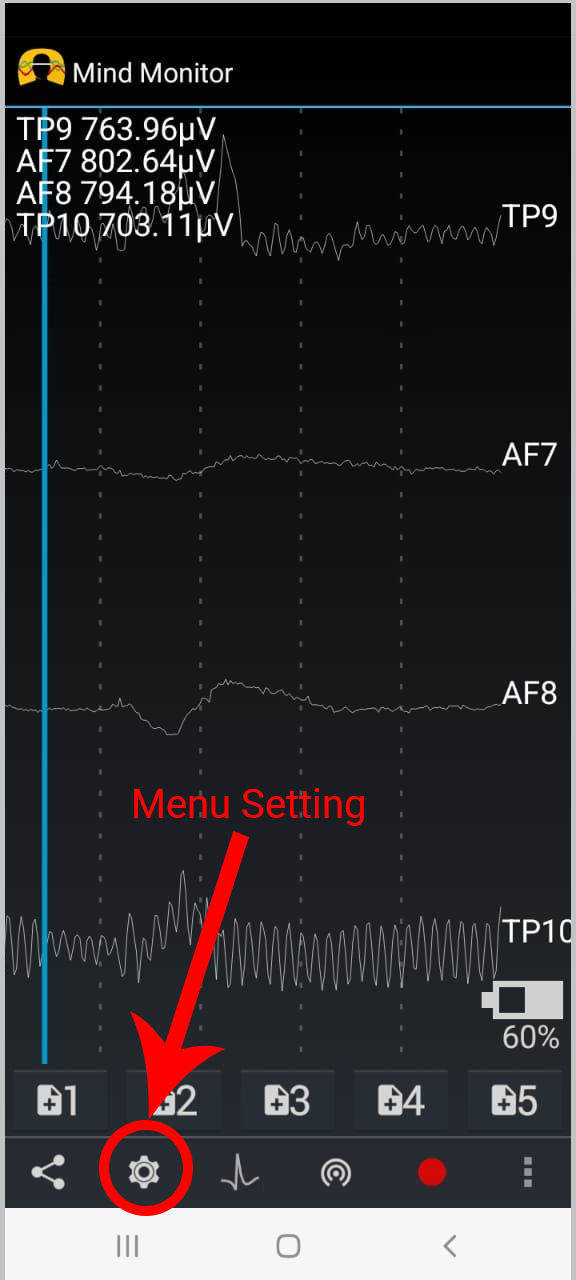 Mind Monitor
TP9 763.96µV
AF7 802.64µV
AF8 794.18µV
TP10 703.11µV
TP9
AF7
AF8
Menu Setting
TP10
60%
1 2 3 4 5